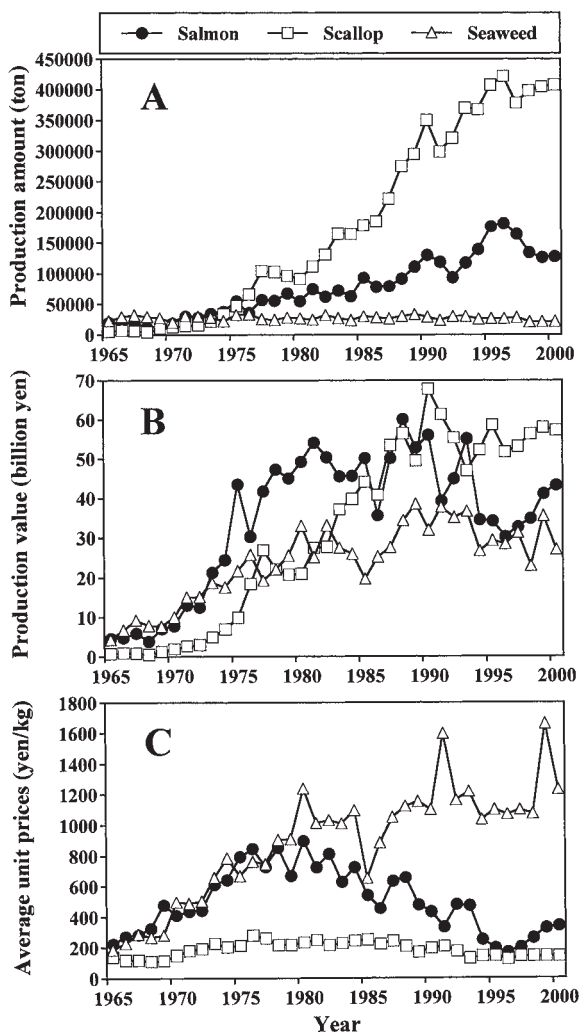 Salmon Scallop Seaweed
A
Production amount (ton)
450000
400000
350000
300000
250000
200000
150000
100000
50000
0
1965 1970 1975 1980 1985 1990 1995 2000
B
Production value (billion yen)
70
60
50
40
30
20
10
0
1965 1970 1975 1980 1985 1990 1995 2000
C
Average unit prices (yen/kg)
1800
1600
1400
1200
1000
800
600
400
200
0
1965 1970 1975 1980 1985 1990 1995 2000
Year